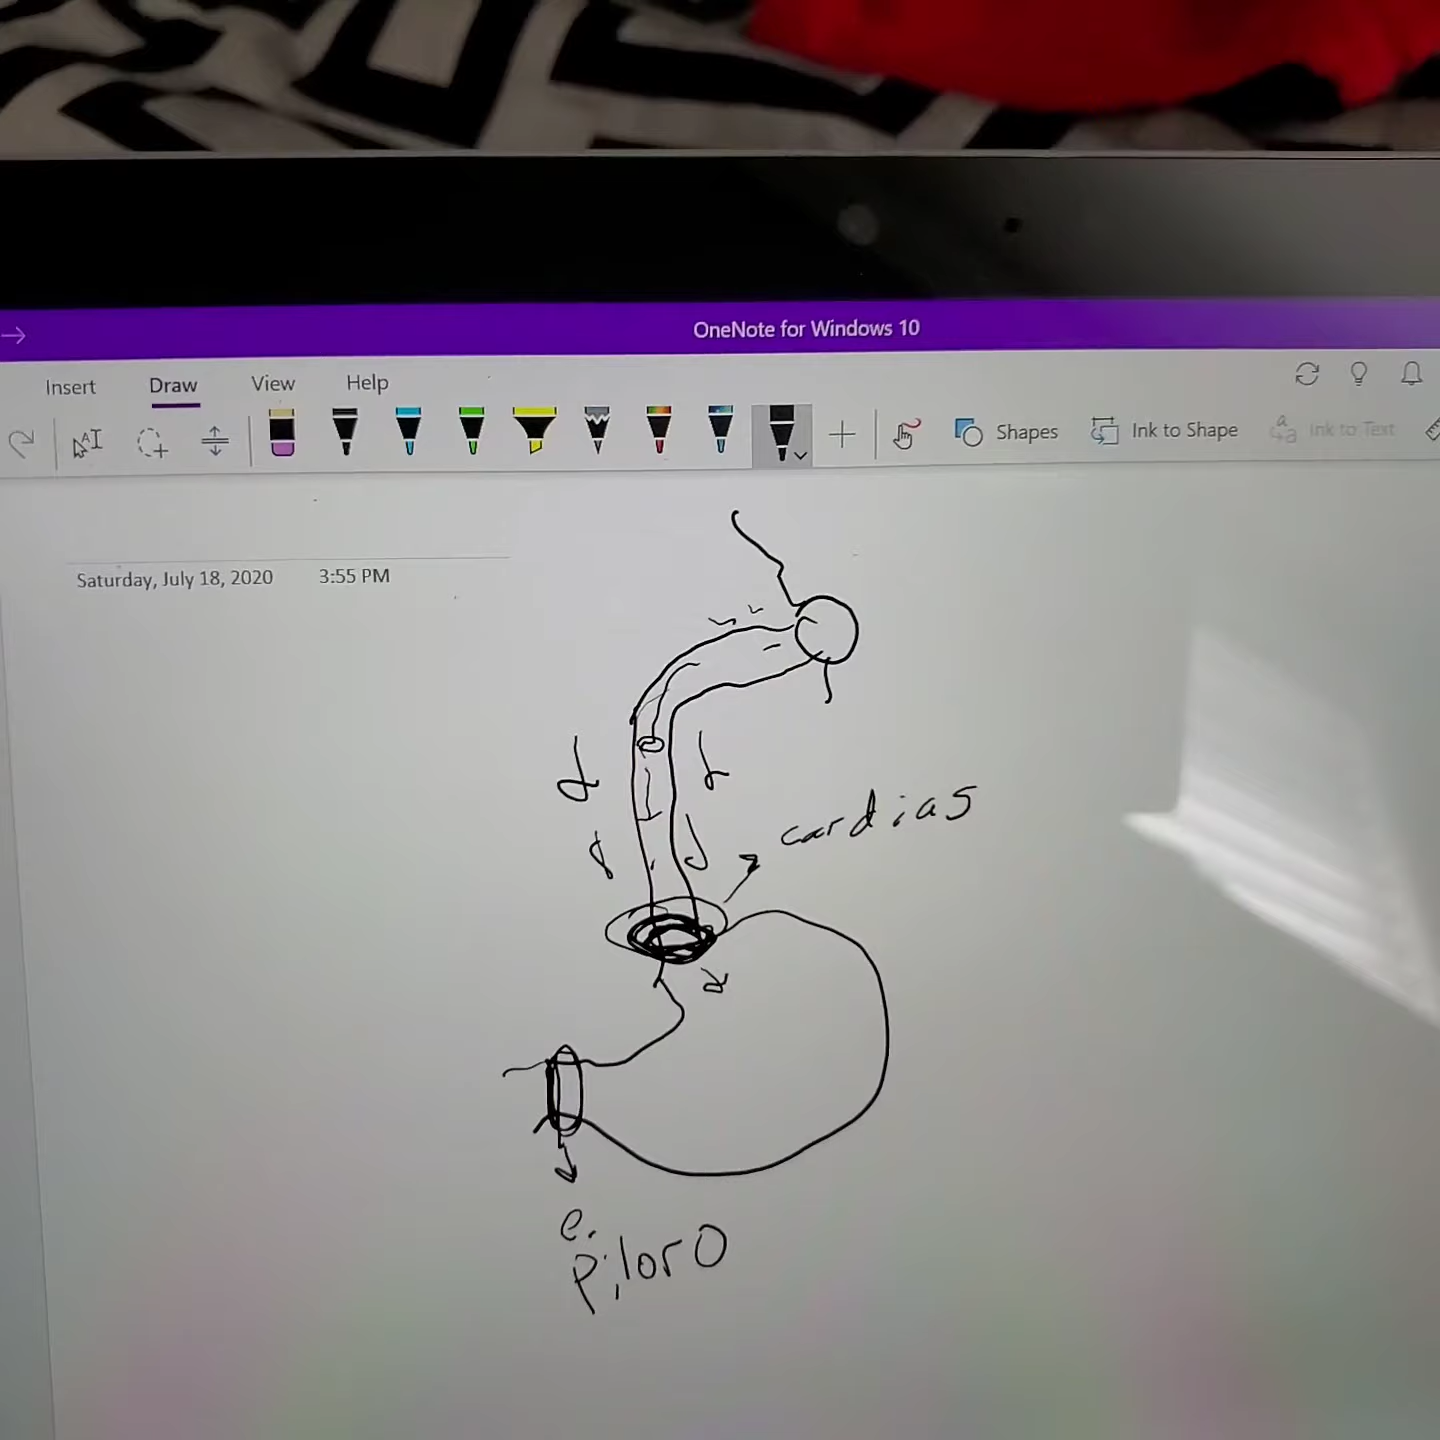 OneNote for Windows 10
Insert Draw View Help
Shapes Ink to Shape Ink to Text
Saturday, July 18, 2020 3:55 PM
cardias
e.
Piloro